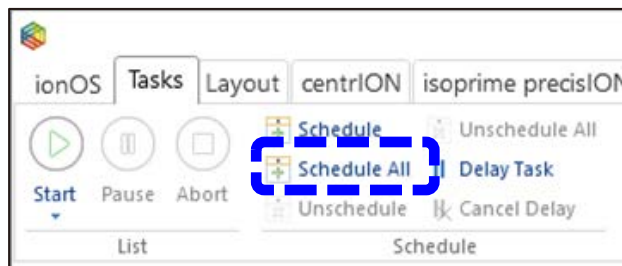 ionOS Tasks Layout centrION isoprime precisION
Schedule Unschedule All
Schedule All Delay Task
Start Pause Abort Unschedule Cancel Delay
List Schedule